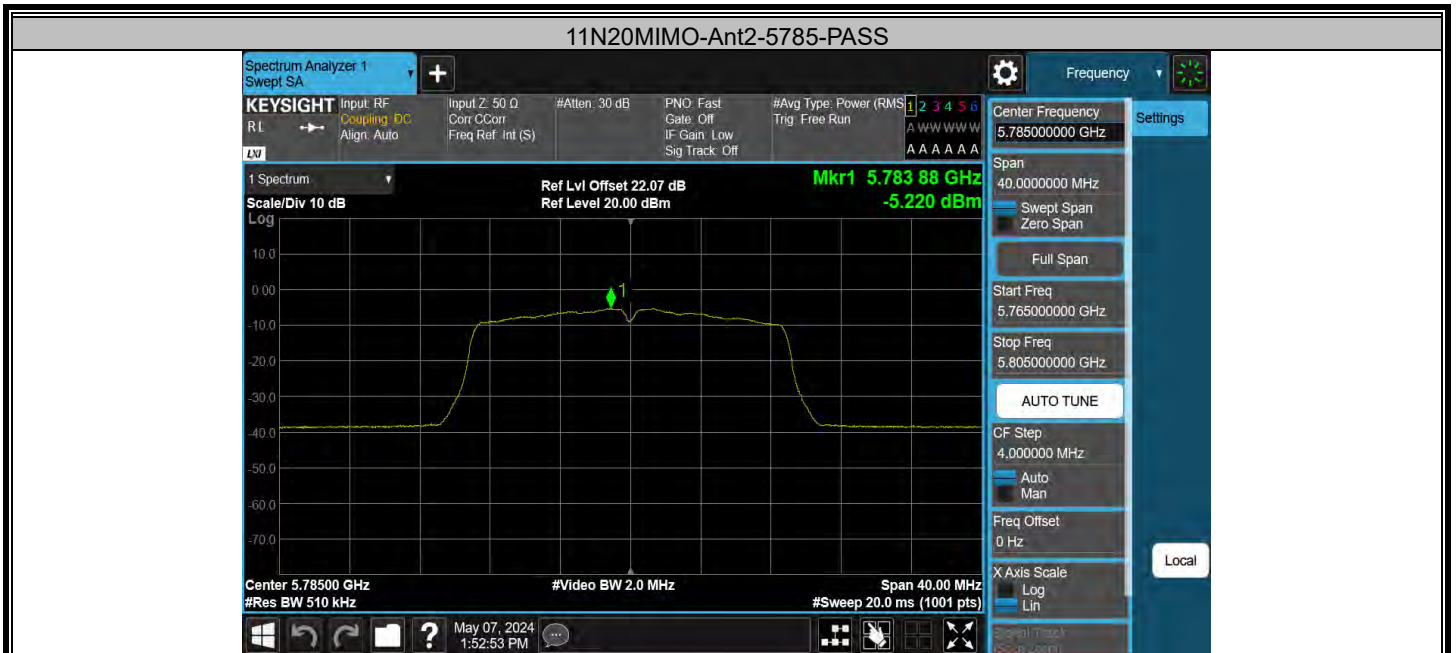 11N20MIMO-Ant2-5785-PASS
Spectrum Analyzer 1
Swept SA
+
Frequency
KEYSIGHT
RL
LXI
Input: RF
Coupling: DC
Align: Auto
Input Z: 50 Ω
Corr CCorr
Freq Ref: Int (S)
#Atten: 30 dB
PNO: Fast
Gate: Off
IF Gain: Low
Sig Track: Off
#Avg Type: Power (RMS
Trig: Free Run
1 2 3 4 5 6
A W W W W W
A A A A A A
Center Frequency
5.785000000 GHz
Settings
Span
40.0000000 MHz
Swept Span
Zero Span
Full Span
Start Freq
5.765000000 GHz
Stop Freq
5.805000000 GHz
AUTO TUNE
CF Step
4.000000 MHz
Auto
Man
Freq Offset
0 Hz
X Axis Scale
Log
Lin
Local
1 Spectrum
Scale/Div 10 dB
Log
Ref Lvl Offset 22.07 dB
Ref Level 20.00 dBm
Mkr1 5.783 88 GHz
-5.220 dBm
10.0
0.00
-10.0
-20.0
-30.0
-40.0
-50.0
-60.0
-70.0
1
Center 5.78500 GHz
#Res BW 510 kHz
#Video BW 2.0 MHz
Span 40.00 MHz
#Sweep 20.0 ms (1001 pts)
?
May 07, 2024
1:52:53 PM